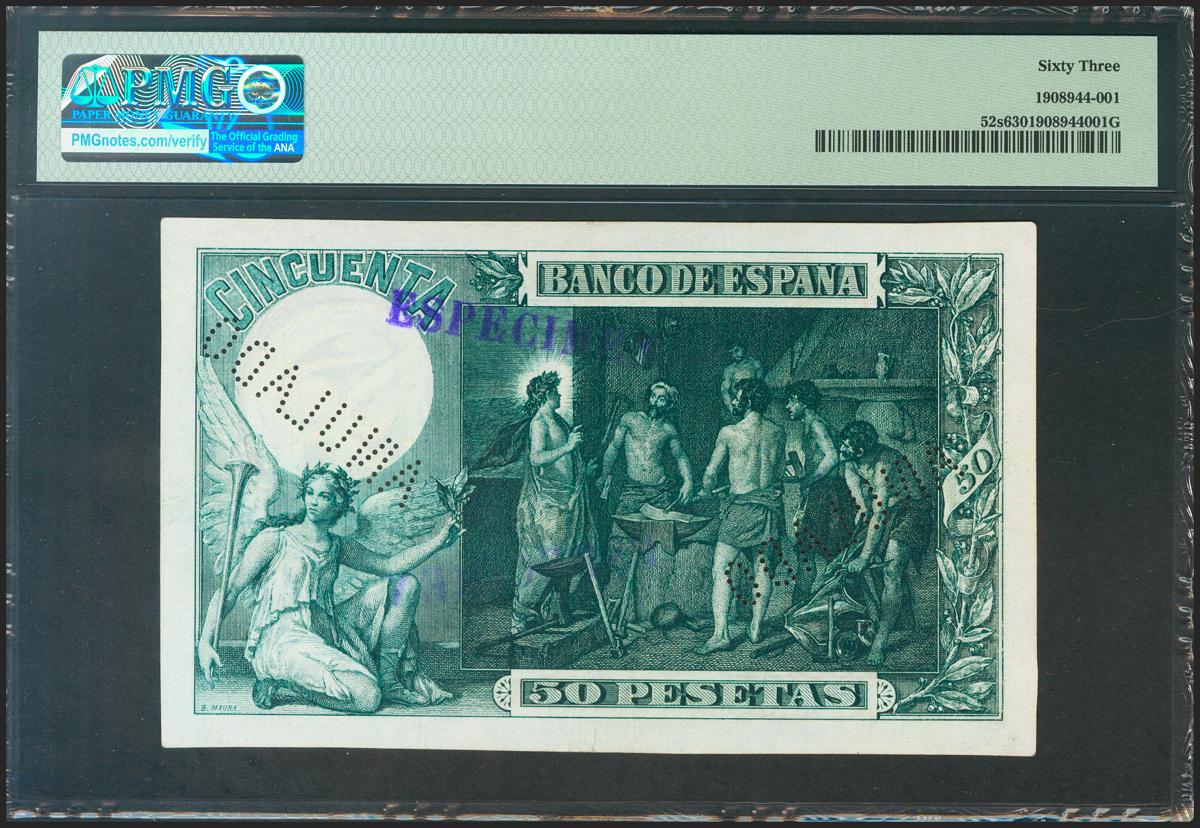 PMG
PAPER MONEY GUARANTY
PMGnotes.com/verify
The Official Grading
Service of the ANA
Sixty Three
1908944-001
52s6301908944001G
CINCUENTA
BANCO DE ESPAÑA
ESPECIMEN
50
50 PESETAS
B. MAURA